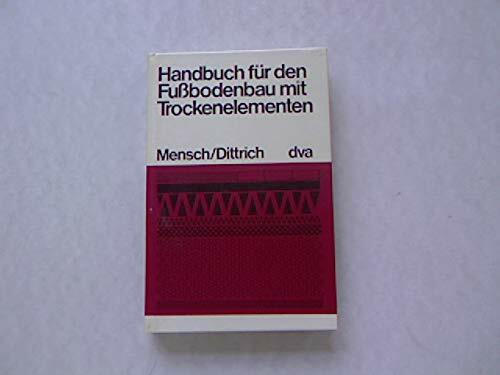 Handbuch für den
Fußbodenbau mit
Trockenelementen
Mensch/Dittrich dva